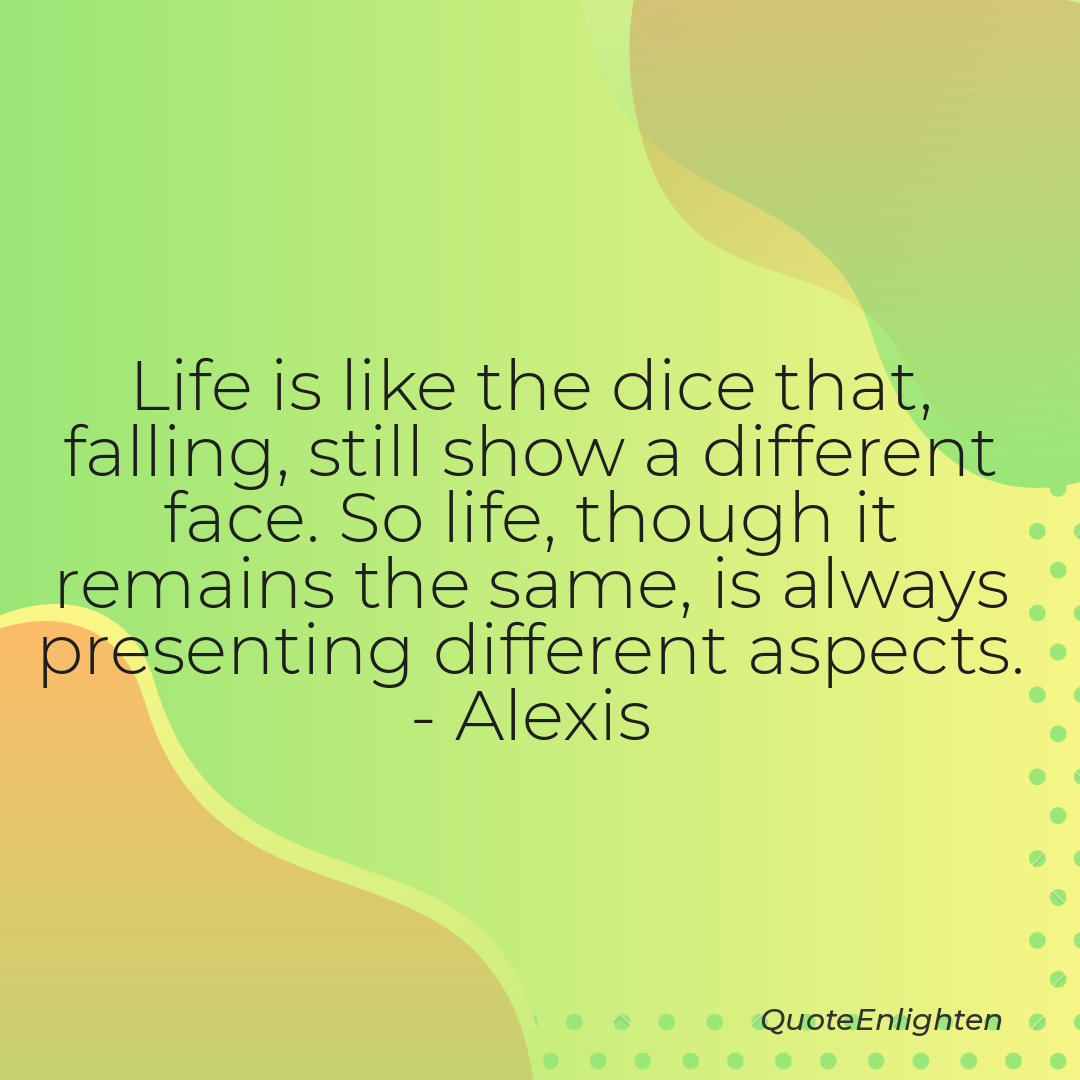 Life is like the dice that,
falling, still show a different
face. So life, though it
remains the same, is always
presenting different aspects.
- Alexis
QuoteEnlighten